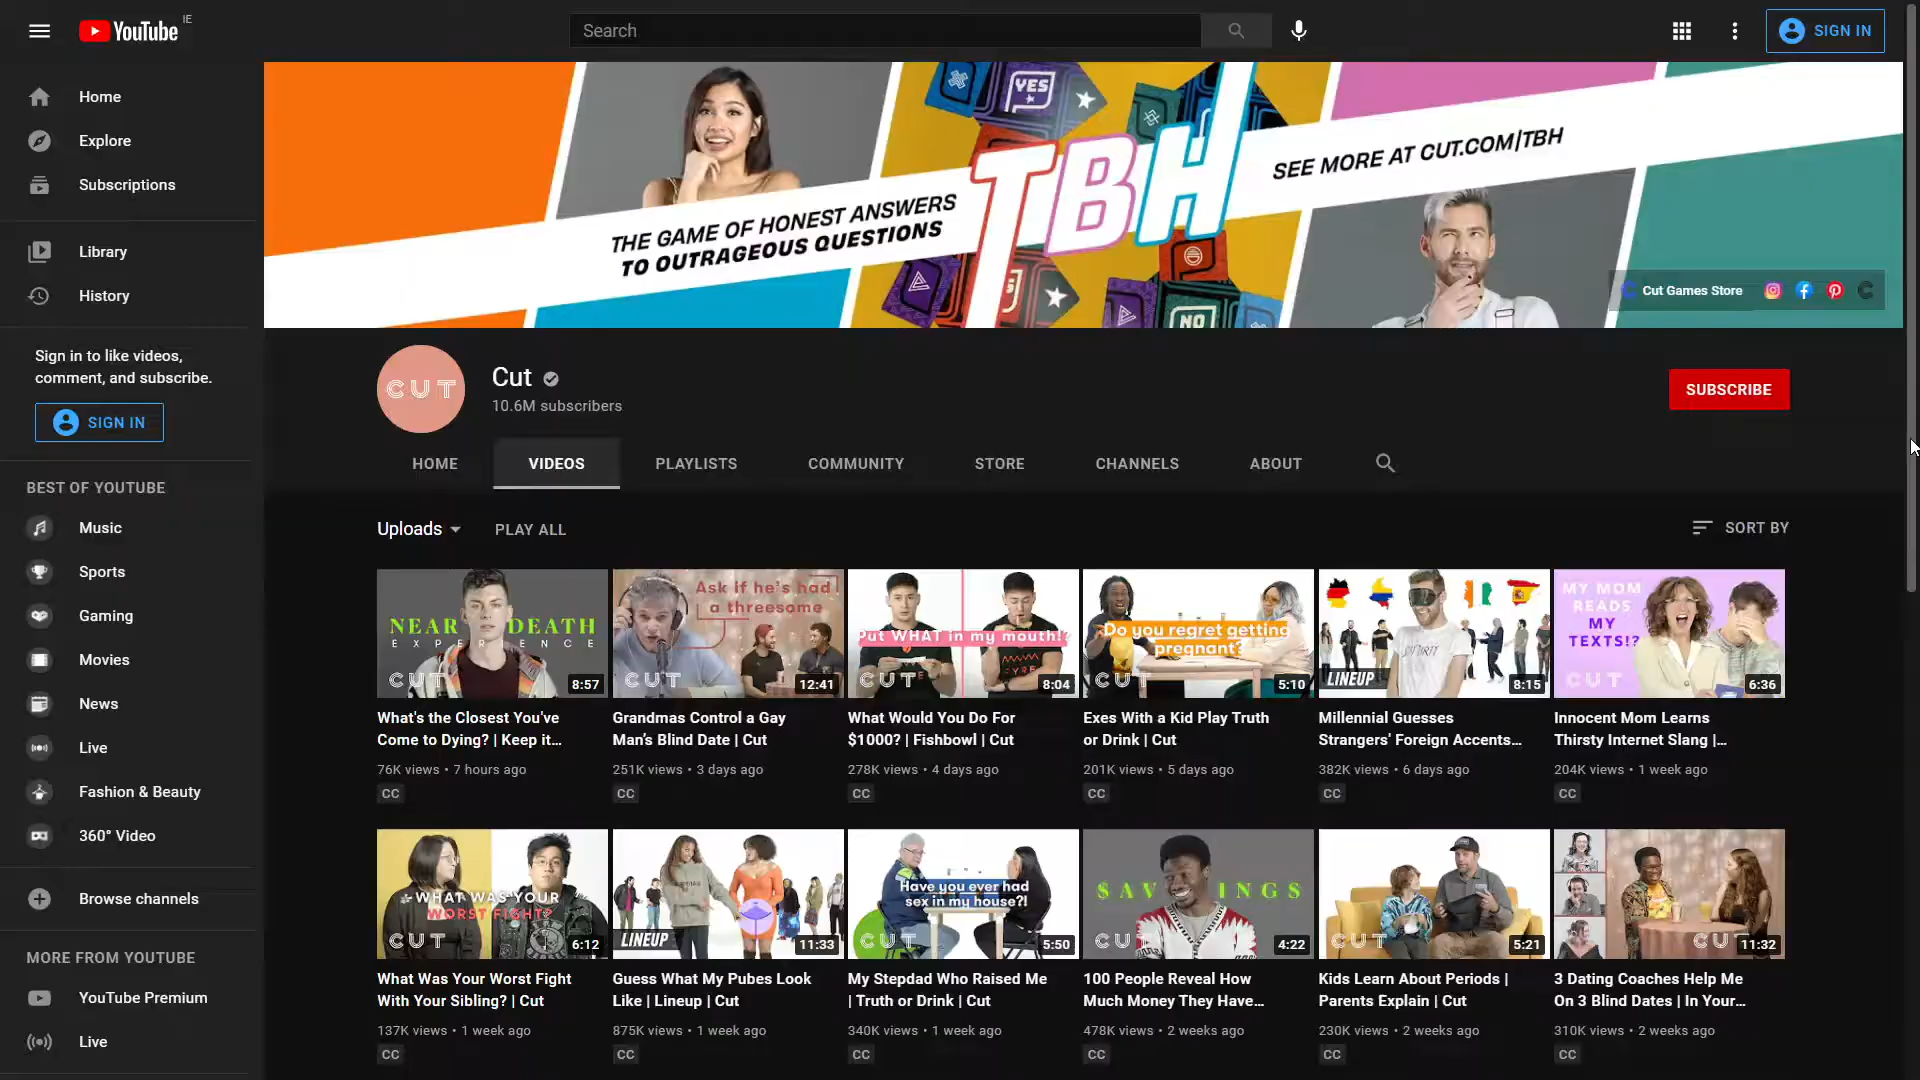 YouTube IE
Search
SIGN IN
Home
Explore
Subscriptions
Library
History
Sign in to like videos,
comment, and subscribe.
SIGN IN
BEST OF YOUTUBE
Music
Sports
Gaming
Movies
News
Live
Fashion & Beauty
360° Video
Browse channels
MORE FROM YOUTUBE
YouTube Premium
Live
YES
THE GAME OF HONEST ANSWERS
TO OUTRAGEOUS QUESTIONS
TBH
SEE MORE AT CUT.COM/TBH
NO
Cut Games Store
CUT
Cut
10.6M subscribers
SUBSCRIBE
HOME
VIDEOS
PLAYLISTS
COMMUNITY
STORE
CHANNELS
ABOUT
Uploads
PLAY ALL
SORT BY
NEAR DEATH
EXPERIENCE
CUT
8:57
What's the Closest You've
Come to Dying? | Keep it...
76K views • 7 hours ago
CC
Ask if he's had
a threesome
CUT
12:41
Grandmas Control a Gay
Man's Blind Date | Cut
251K views • 3 days ago
CC
Put WHAT in my mouth!?
CUT
8:04
What Would You Do For
$1000? | Fishbowl | Cut
278K views • 4 days ago
CC
Do you regret getting
pregnant?
CUT
5:10
Exes With a Kid Play Truth
or Drink | Cut
201K views • 5 days ago
CC
LINEUP
8:15
Millennial Guesses
Strangers' Foreign Accents...
382K views • 6 days ago
CC
MY MOM
READS
MY
TEXTS!?
CUT
6:36
Innocent Mom Learns
Thirsty Internet Slang |...
204K views • 1 week ago
CC
WHAT WAS YOUR
WORST FIGHT?
CUT
6:12
What Was Your Worst Fight
With Your Sibling? | Cut
137K views • 1 week ago
CC
LINEUP
11:33
Guess What My Pubes Look
Like | Lineup | Cut
875K views • 1 week ago
CC
Have you ever had
sex in my house?!
CUT
5:50
My Stepdad Who Raised Me
| Truth or Drink | Cut
340K views • 1 week ago
CC
$AVINGS
CUT
4:22
100 People Reveal How
Much Money They Have...
478K views • 2 weeks ago
CC
CUT
5:21
Kids Learn About Periods |
Parents Explain | Cut
230K views • 2 weeks ago
CC
CUT
11:32
3 Dating Coaches Help Me
On 3 Blind Dates | In Your...
310K views • 2 weeks ago
CC